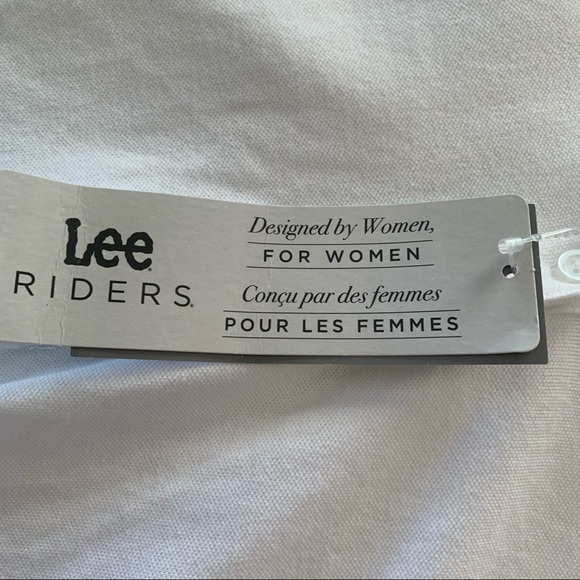 Lee
RIDERS
Designed by Women,
FOR WOMEN
Conçu par des femmes
POUR LES FEMMES